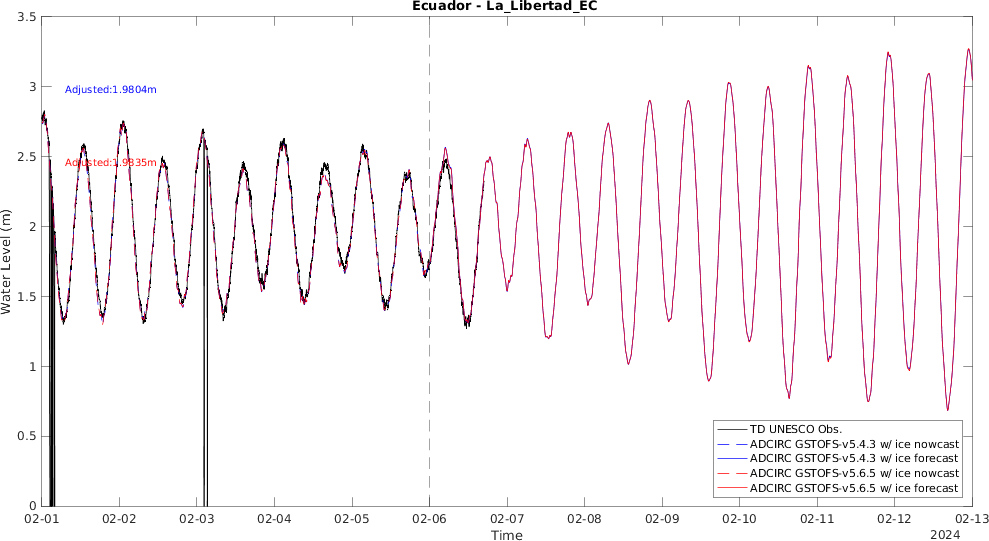 Ecuador - La_Libertad_EC
3.5
3
2.5
2
1.5
1
0.5
0
Water Level (m)
Adjusted:1.9804m
Adjusted:1.9835m
TD UNESCO Obs.
ADCIRC GSTOFS-v5.4.3 w/ ice nowcast
ADCIRC GSTOFS-v5.4.3 w/ ice forecast
ADCIRC GSTOFS-v5.6.5 w/ ice nowcast
ADCIRC GSTOFS-v5.6.5 w/ ice forecast
02-01 02-02 02-03 02-04 02-05 02-06 02-07 02-08 02-09 02-10 02-11 02-12 02-13
Time
2024